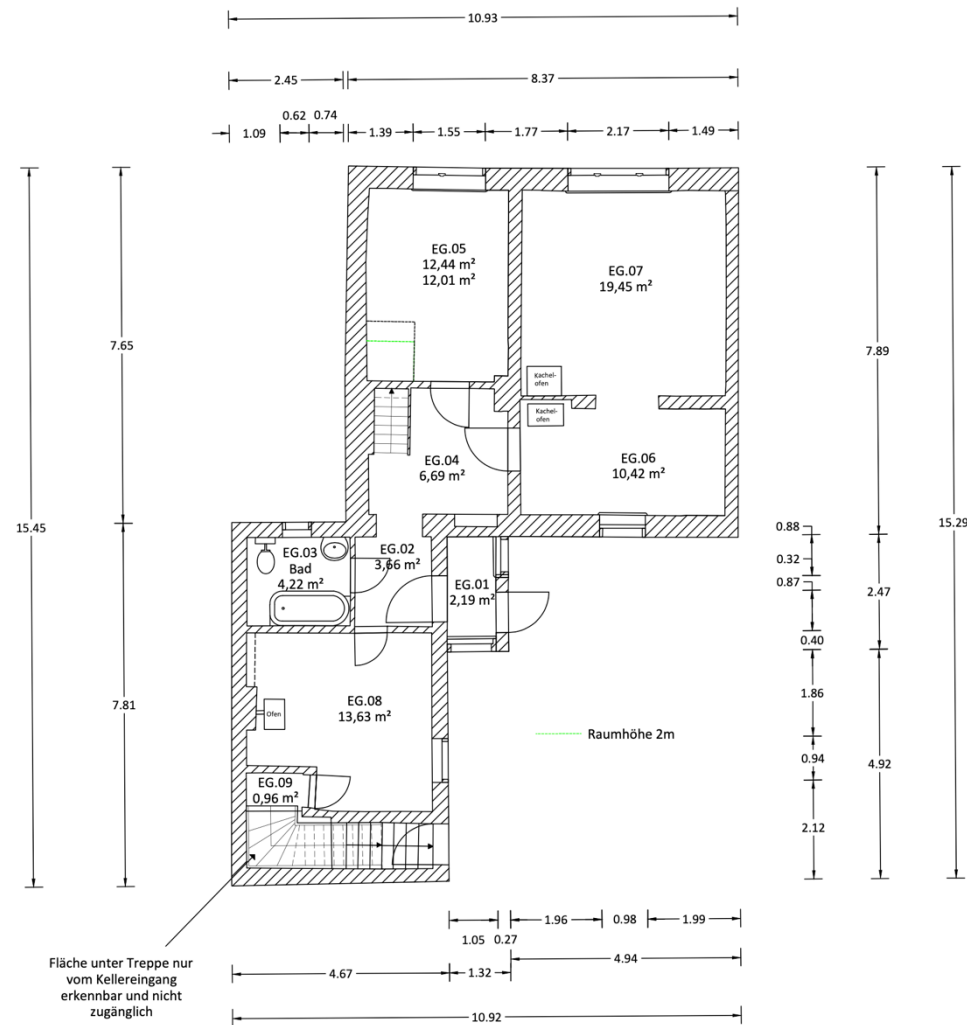 10.93
2.45
8.37
0.62 0.74
1.09
1.39
1.55
1.77
2.17
1.49
EG.05
12,44 m²
12,01 m²
EG.07
19,45 m²
7.65
7.89
Kachel-
ofen
Kachel-
ofen
EG.04
6,69 m²
EG.06
10,42 m²
15.45
15.29
0.88
0.32
0.87
0.40
2.47
EG.03
Bad
4,22 m²
EG.02
3,66 m²
EG.01
2,19 m²
7.81
EG.08
13,63 m²
Ofen
Raumhöhe 2m
1.86
0.94
2.12
4.92
EG.09
0,96 m²
1.96
0.98
1.99
1.05 0.27
4.94
4.67
1.32
10.92
Fläche unter Treppe nur
vom Kellereingang
erkennbar und nicht
zugänglich